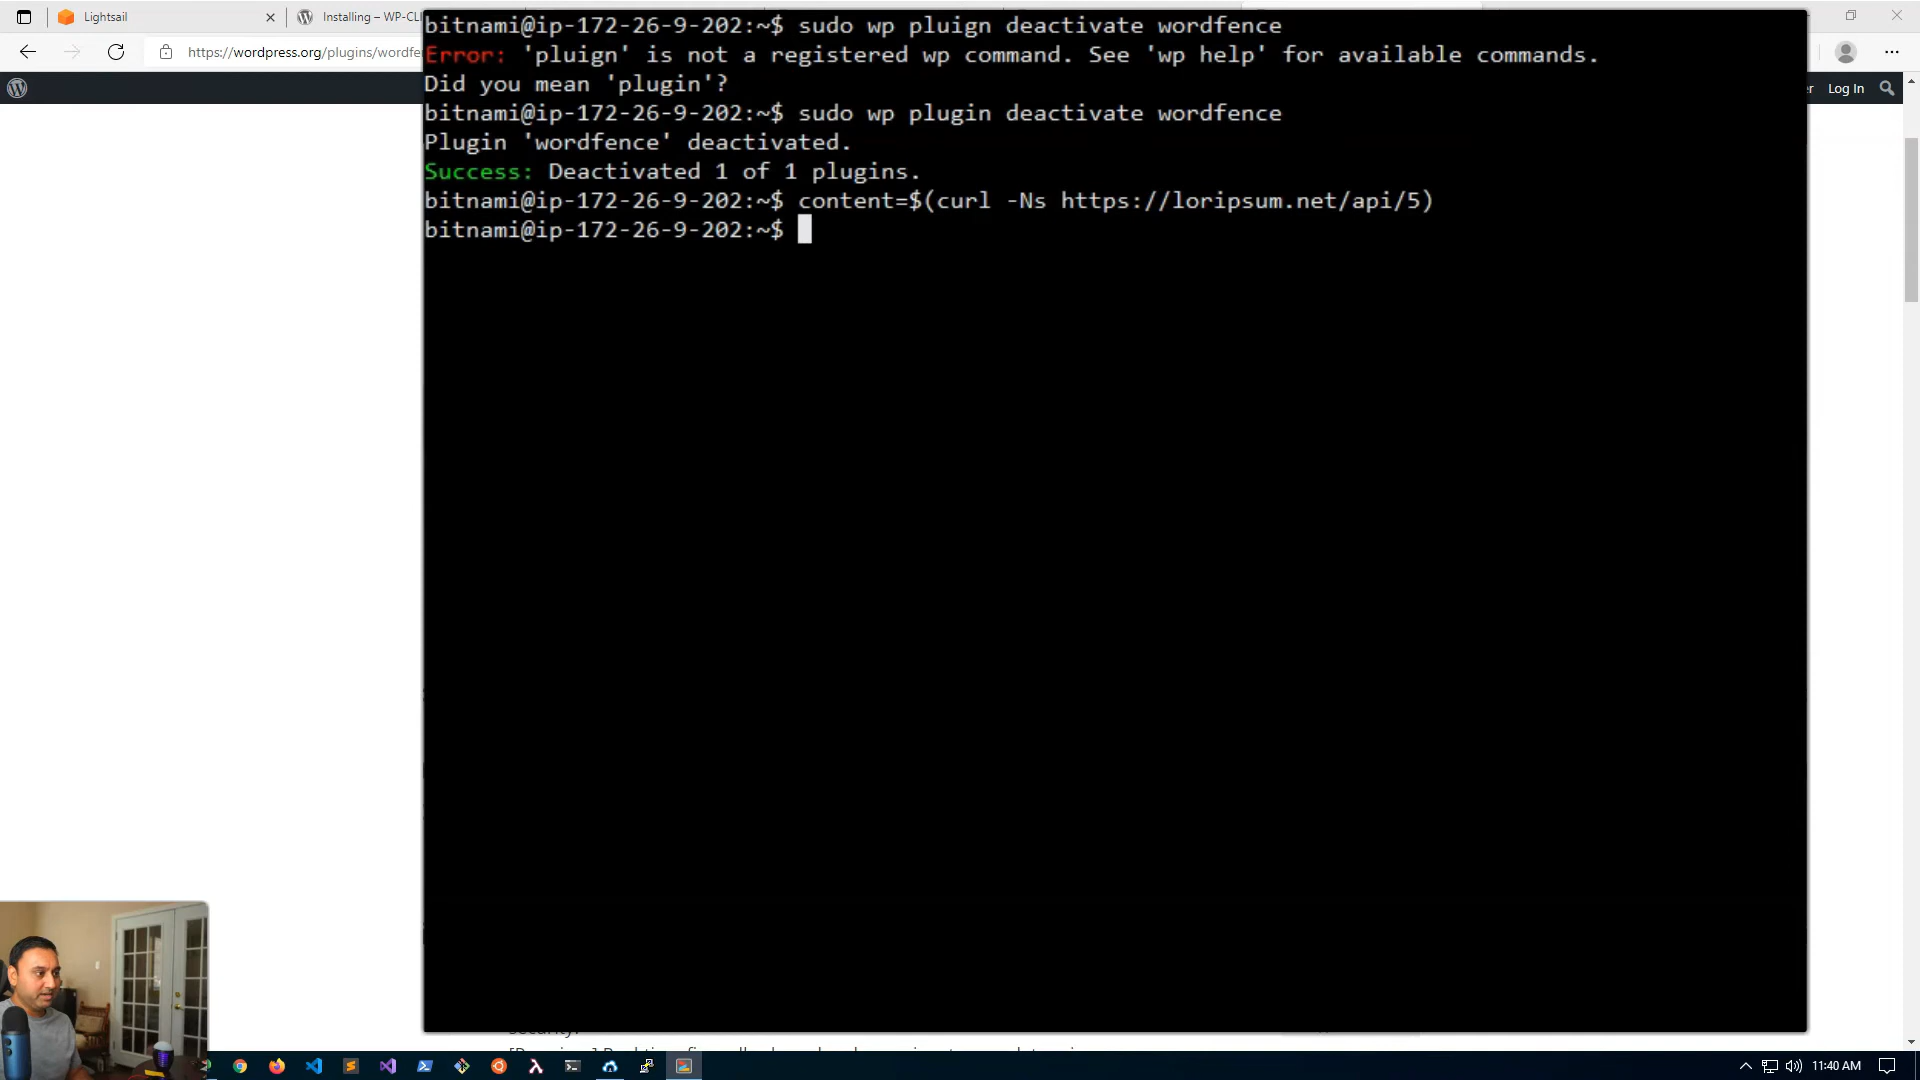 Lightsail
Installing – WP-CLI
https://wordpress.org/plugins/wordfe
Log In
bitnami@ip-172-26-9-202:~$ sudo wp pluign deactivate wordfence
Error: 'pluign' is not a registered wp command. See 'wp help' for available commands.
Did you mean 'plugin'?
bitnami@ip-172-26-9-202:~$ sudo wp plugin deactivate wordfence
Plugin 'wordfence' deactivated.
Success: Deactivated 1 of 1 plugins.
bitnami@ip-172-26-9-202:~$ content=$(curl -Ns https://loripsum.net/api/5)
bitnami@ip-172-26-9-202:~$
security.
11:40 AM